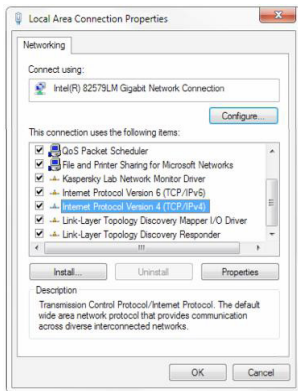 Local Area Connection Properties
Networking
Connect using:
Intel(R) 82579LM Gigabit Network Connection
Configure...
This connection uses the following items:
QoS Packet Scheduler
File and Printer Sharing for Microsoft Networks
Kaspersky Lab Network Monitor Driver
Internet Protocol Version 6 (TCP/IPv6)
Internet Protocol Version 4 (TCP/IPv4)
Link-Layer Topology Discovery Mapper I/O Driver
Link-Layer Topology Discovery Responder
Install... Uninstall Properties
Description
Transmission Control Protocol/Internet Protocol. The default
wide area network protocol that provides communication
across diverse interconnected networks.
OK Cancel